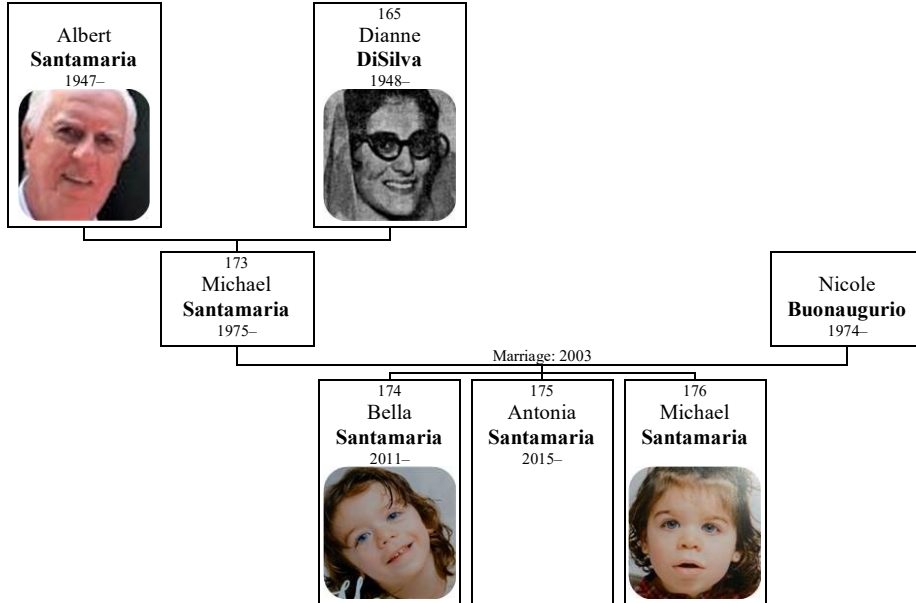 Albert
Santamaria
1947–
165
Dianne
DiSilva
1948–
173
Michael
Santamaria
1975–
Nicole
Buonaugurio
1974–
Marriage: 2003
174
Bella
Santamaria
2011–
175
Antonia
Santamaria
2015–
176
Michael
Santamaria